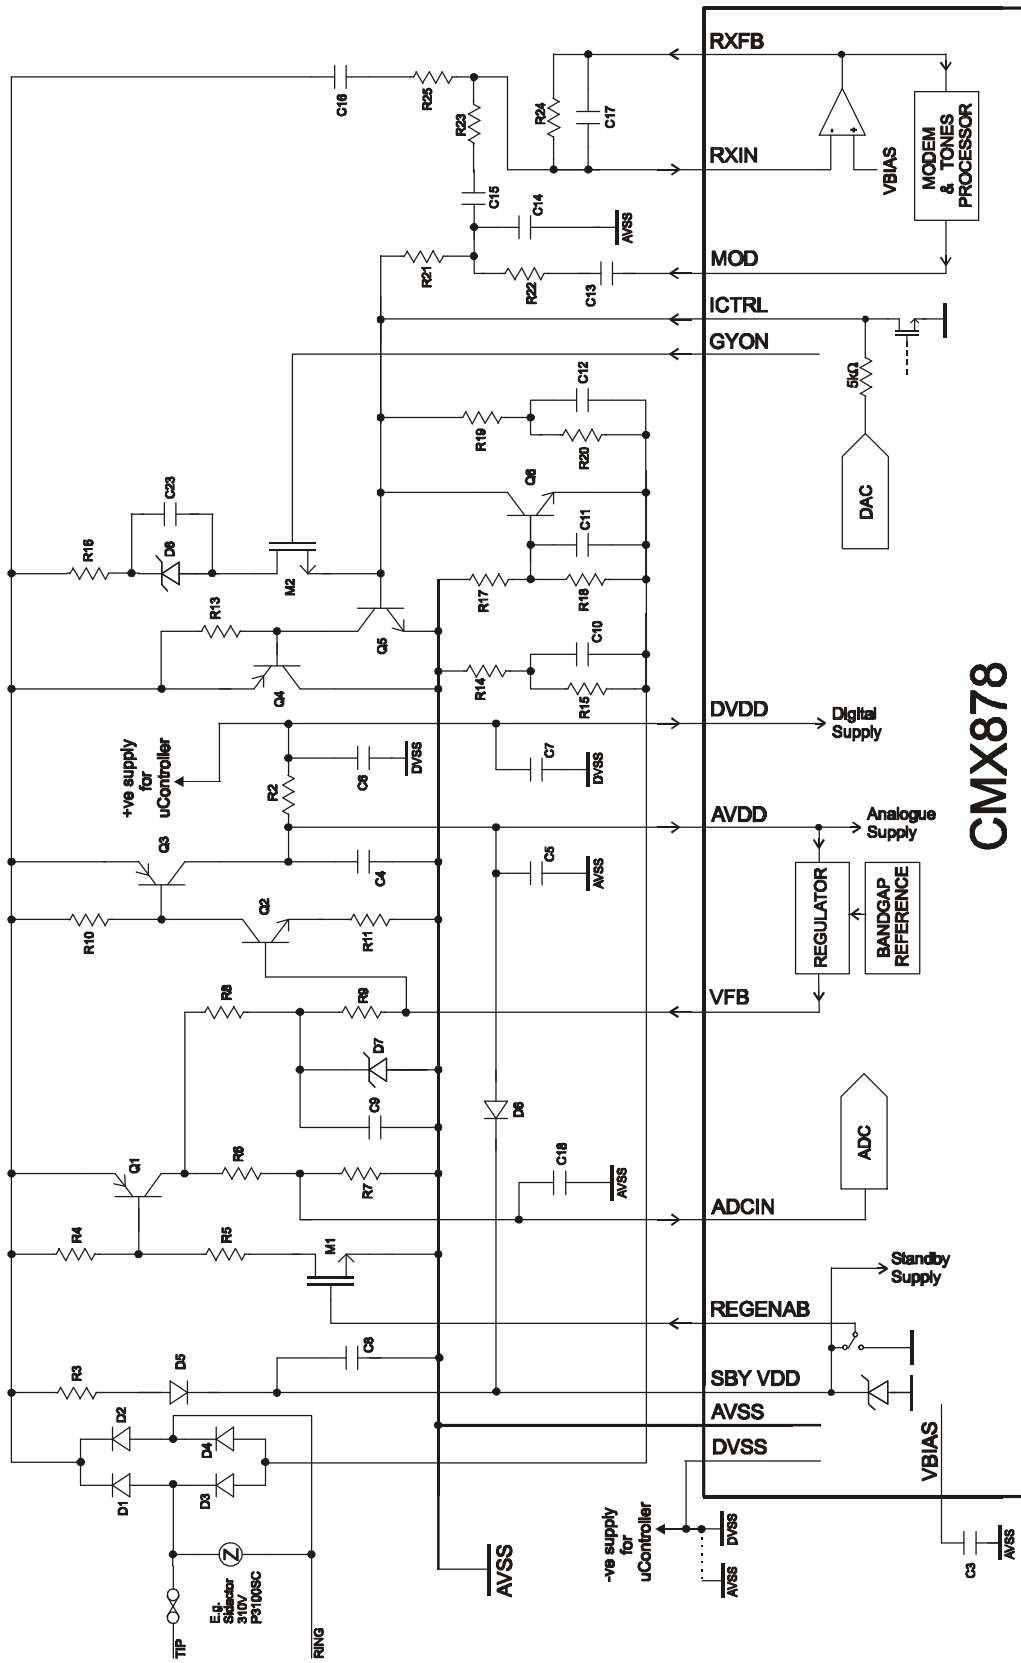 RXFB
C16
R25
R23
R24
C17
RXIN
VBIAS
MODEM
& TONES
PROCESSOR
-
+
C15
C14
AVSS
R21
R22
C13
MOD
ICTRL
GYON
5kΩ
DAC
C12
R19
R20
Q6
C11
R17
R18
C23
R16
D8
M2
R13
Q5
Q4
C10
R14
R15
DVDD
Digital
Supply
+ve supply
for
uController
C6
DVSS
C7
DVSS
R2
Q3
AVDD
Analogue
Supply
C4
C5
AVSS
R10
Q2
R11
REGULATOR
BANDGAP
REFERENCE
VFB
R8
R9
D7
C9
D6
CMX878
Q1
R6
R7
C18
AVSS
ADC
ADCIN
R4
R5
M1
REGENAB
Standby
Supply
C8
R3
D5
SBY VDD
AVSS
DVSS
VBIAS
D2
D4
D1
D3
Z
E.g.
Sidactor
310V
P3100SC
TIP
RING
AVSS
-ve supply
for
uController
DVSS
AVSS
C3
AVSS